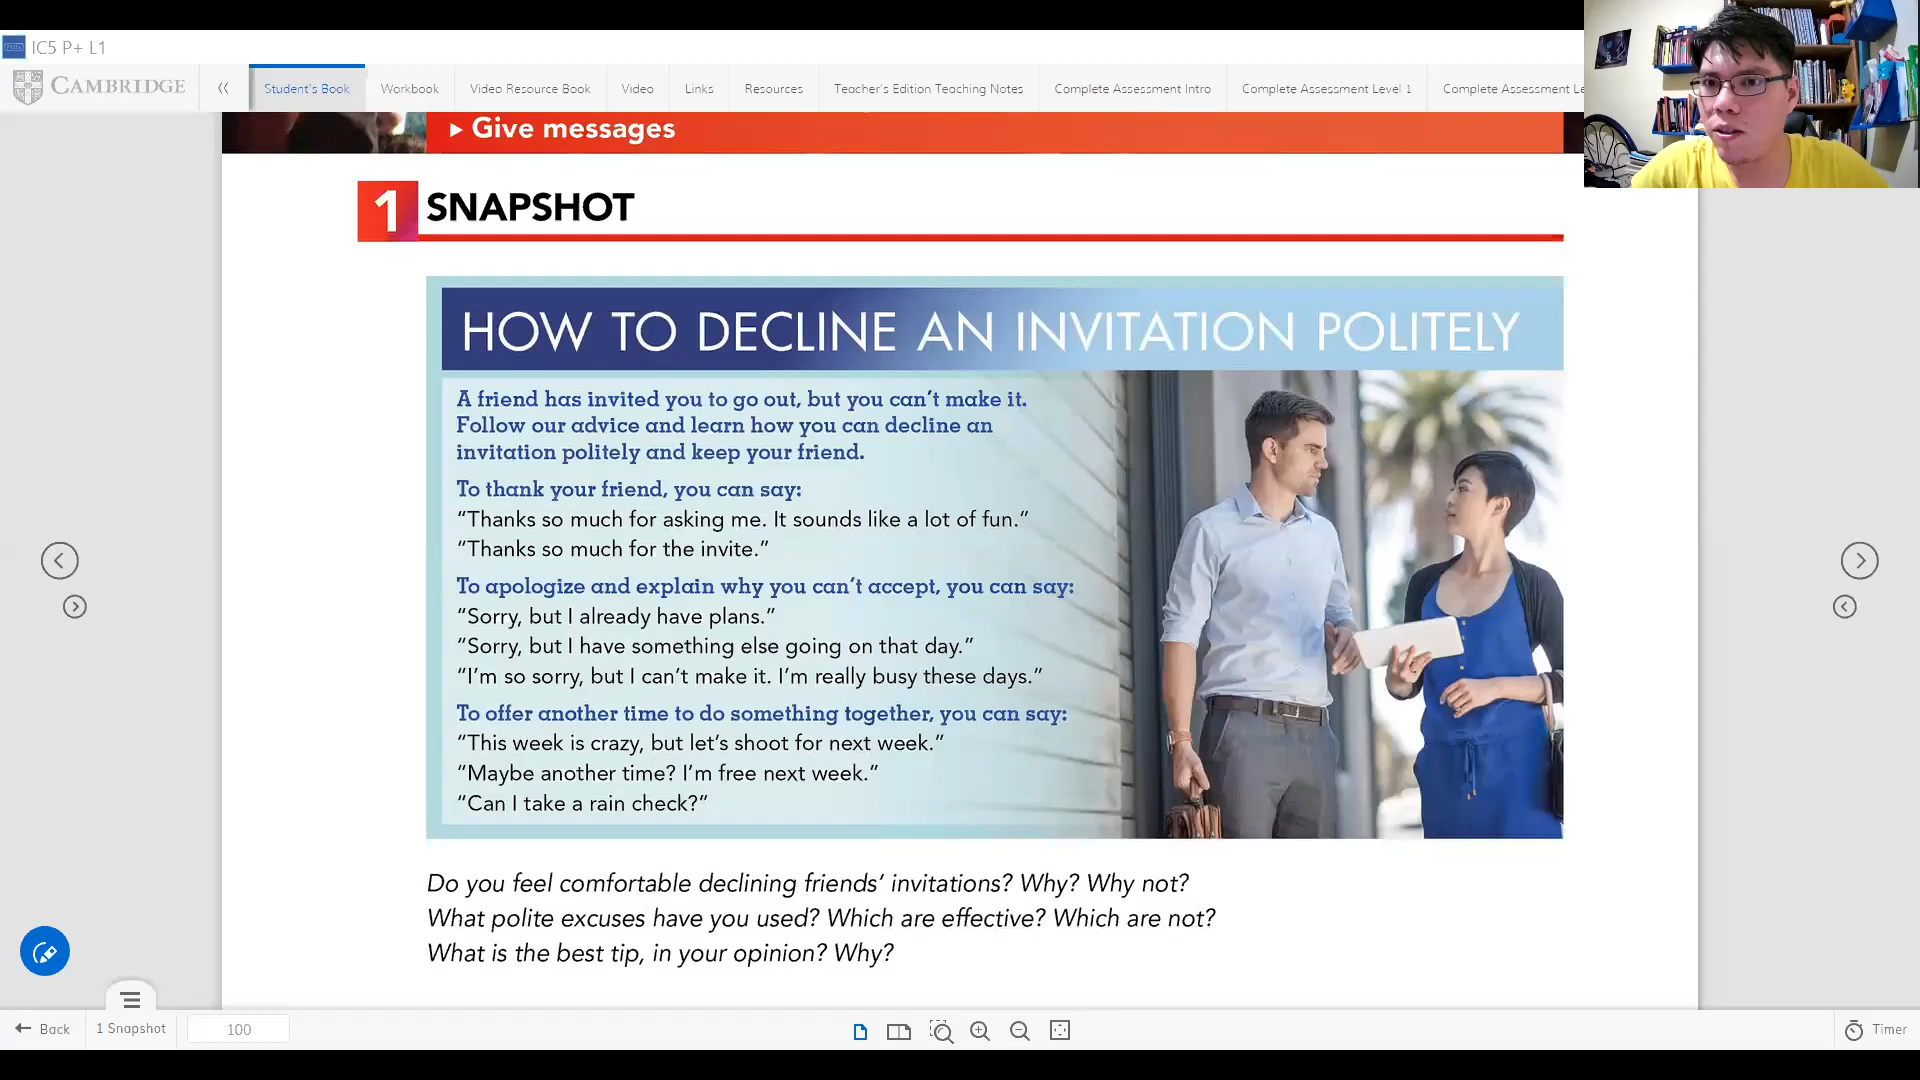 IC5 P+ L1
CAMBRIDGE
Student's Book
Workbook
Video Resource Book
Video
Links
Resources
Teacher's Edition Teaching Notes
Complete Assessment Intro
Complete Assessment Level 1
Complete Assessment Le
Give messages
1 SNAPSHOT
HOW TO DECLINE AN INVITATION POLITELY
A friend has invited you to go out, but you can't make it.
Follow our advice and learn how you can decline an
invitation politely and keep your friend.
To thank your friend, you can say:
“Thanks so much for asking me. It sounds like a lot of fun.”
“Thanks so much for the invite.”
To apologize and explain why you can't accept, you can say:
“Sorry, but I already have plans.”
“Sorry, but I have something else going on that day.”
“I'm so sorry, but I can't make it. I'm really busy these days.”
To offer another time to do something together, you can say:
“This week is crazy, but let's shoot for next week.”
“Maybe another time? I'm free next week.”
“Can I take a rain check?”
Do you feel comfortable declining friends' invitations? Why? Why not?
What polite excuses have you used? Which are effective? Which are not?
What is the best tip, in your opinion? Why?
Back
1 Snapshot
100
Timer